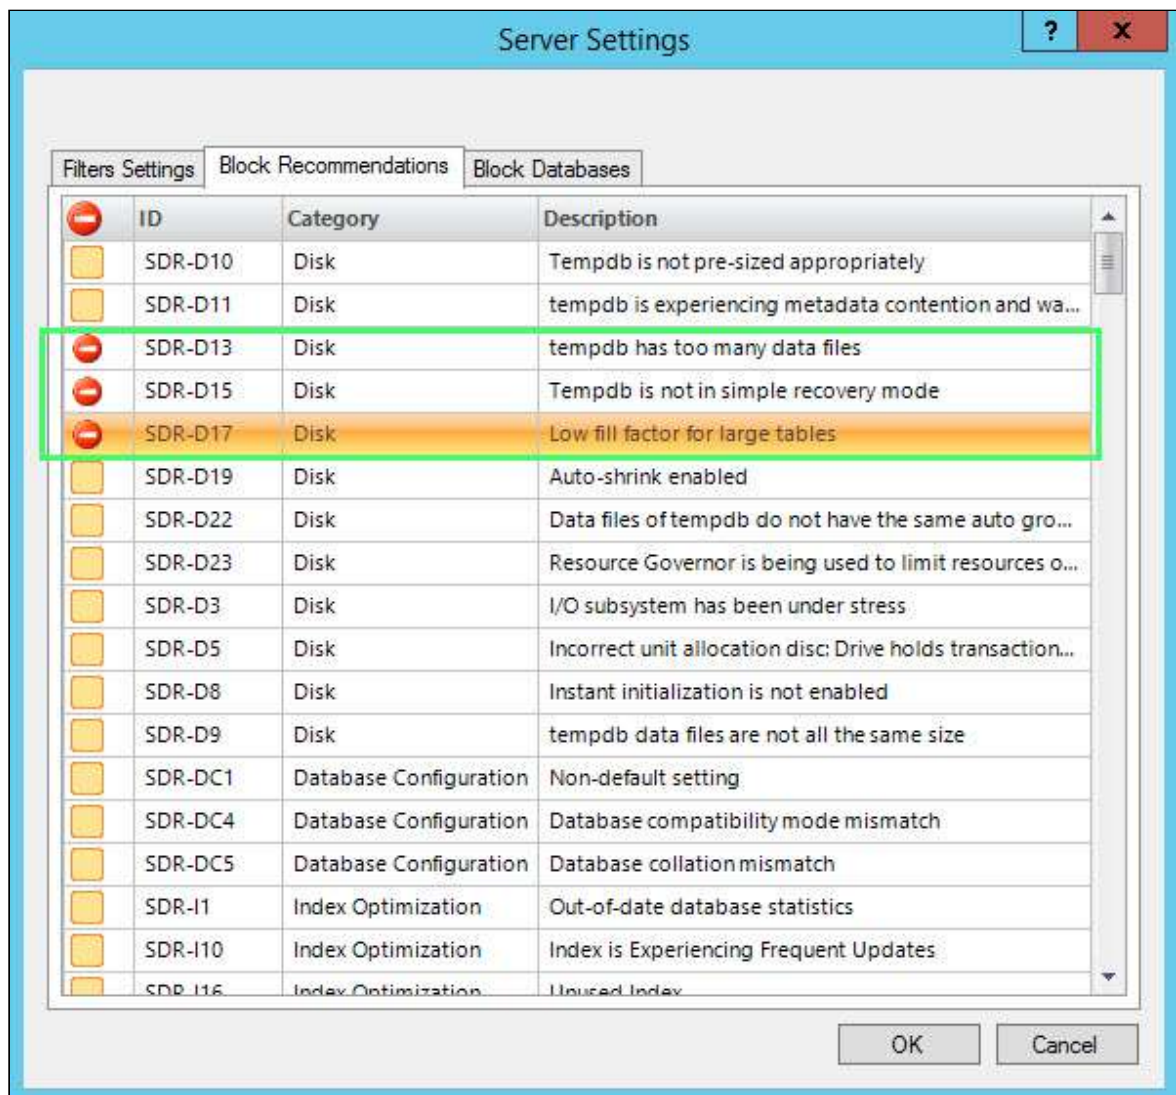 Server Settings ? x
Filters Settings Block Recommendations Block Databases
ID Category Description
SDR-D10 Disk Tempdb is not pre-sized appropriately
SDR-D11 Disk tempdb is experiencing metadata contention and wa...
SDR-D13 Disk tempdb has too many data files
SDR-D15 Disk Tempdb is not in simple recovery mode
SDR-D17 Disk Low fill factor for large tables
SDR-D19 Disk Auto-shrink enabled
SDR-D22 Disk Data files of tempdb do not have the same auto gro...
SDR-D23 Disk Resource Governor is being used to limit resources o...
SDR-D3 Disk I/O subsystem has been under stress
SDR-D5 Disk Incorrect unit allocation disc: Drive holds transaction...
SDR-D8 Disk Instant initialization is not enabled
SDR-D9 Disk tempdb data files are not all the same size
SDR-DC1 Database Configuration Non-default setting
SDR-DC4 Database Configuration Database compatibility mode mismatch
SDR-DC5 Database Configuration Database collation mismatch
SDR-I1 Index Optimization Out-of-date database statistics
SDR-I10 Index Optimization Index is Experiencing Frequent Updates
SDR-I16 Index Optimization Unused Index
OK Cancel